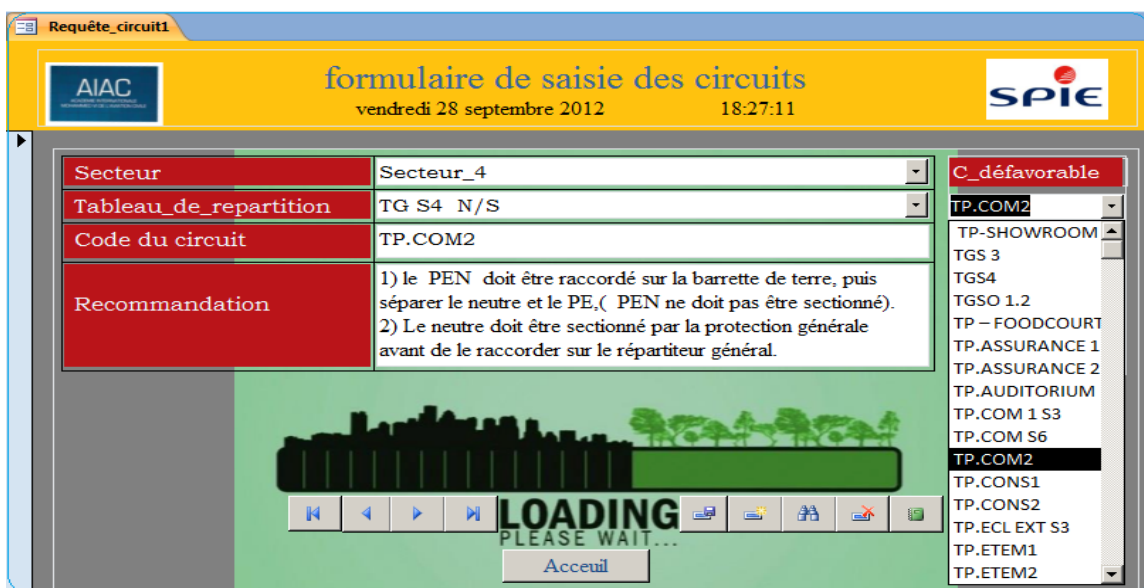 Requête_circuit1
AIAC
formulaire de saisie des circuits
vendredi 28 septembre 2012 18:27:11
SPIE
Secteur
Secteur_4
Tableau_de_repartition
TG S4 N/S
Code du circuit
TP.COM2
Recommandation
1) le PEN doit être raccordé sur la barrette de terre, puis
séparer le neutre et le PE,( PEN ne doit pas être sectionné).
2) Le neutre doit être sectionné par la protection générale
avant de le raccorder sur le répartiteur général.
C_défavorable
TP.COM2
TP-SHOWROOM
TGS 3
TGS4
TGSO 1.2
TP – FOODCOURT
TP.ASSURANCE 1
TP.ASSURANCE 2
TP.AUDITORIUM
TP.COM 1 S3
TP.COM S6
TP.COM2
TP.CONS1
TP.CONS2
TP.ECL EXT S3
TP.ETEM1
TP.ETEM2
LOADING
PLEASE WAIT...
Acceuil